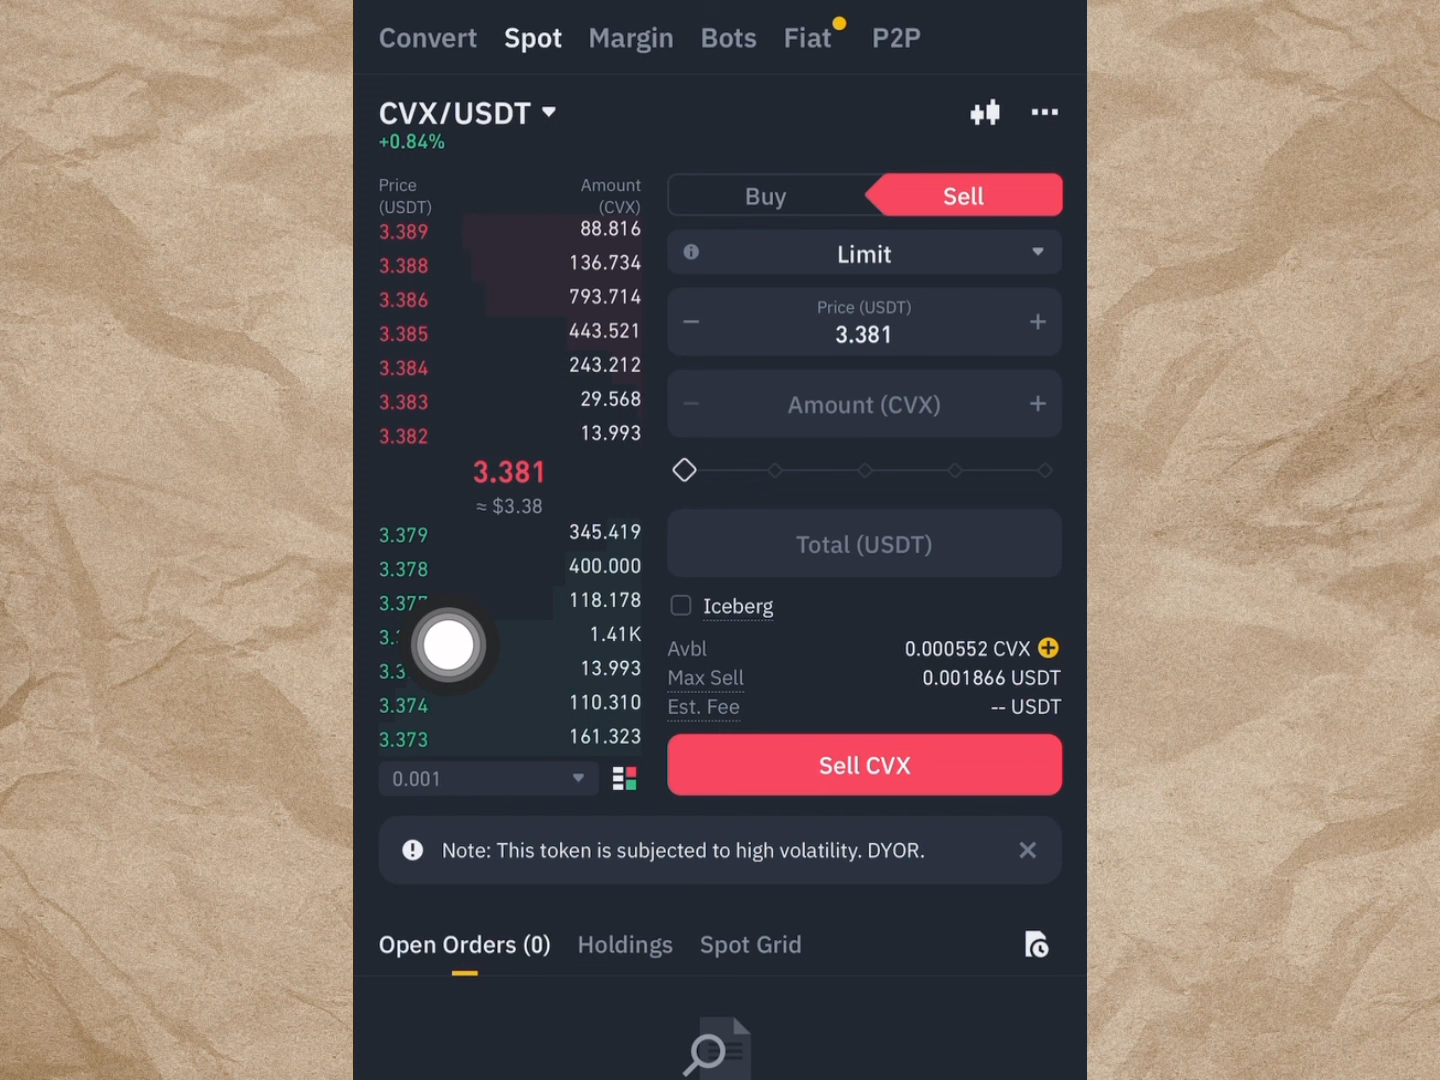 Convert Spot Margin Bots Fiat P2P
CVX/USDT
+0.84%
Price (USDT)
Amount (CVX)
3.389 88.816
3.388 136.734
3.386 793.714
3.385 443.521
3.384 243.212
3.383 29.568
3.382 13.993
3.381
≈ $3.38
3.379 345.419
3.378 400.000
3.377 118.178
1.41K
13.993
3.374 110.310
3.373 161.323
0.001
Buy Sell
Limit
Price (USDT)
3.381
Amount (CVX)
Total (USDT)
Iceberg
Avbl 0.000552 CVX
Max Sell 0.001866 USDT
Est. Fee -- USDT
Sell CVX
Note: This token is subjected to high volatility. DYOR.
Open Orders (0) Holdings Spot Grid